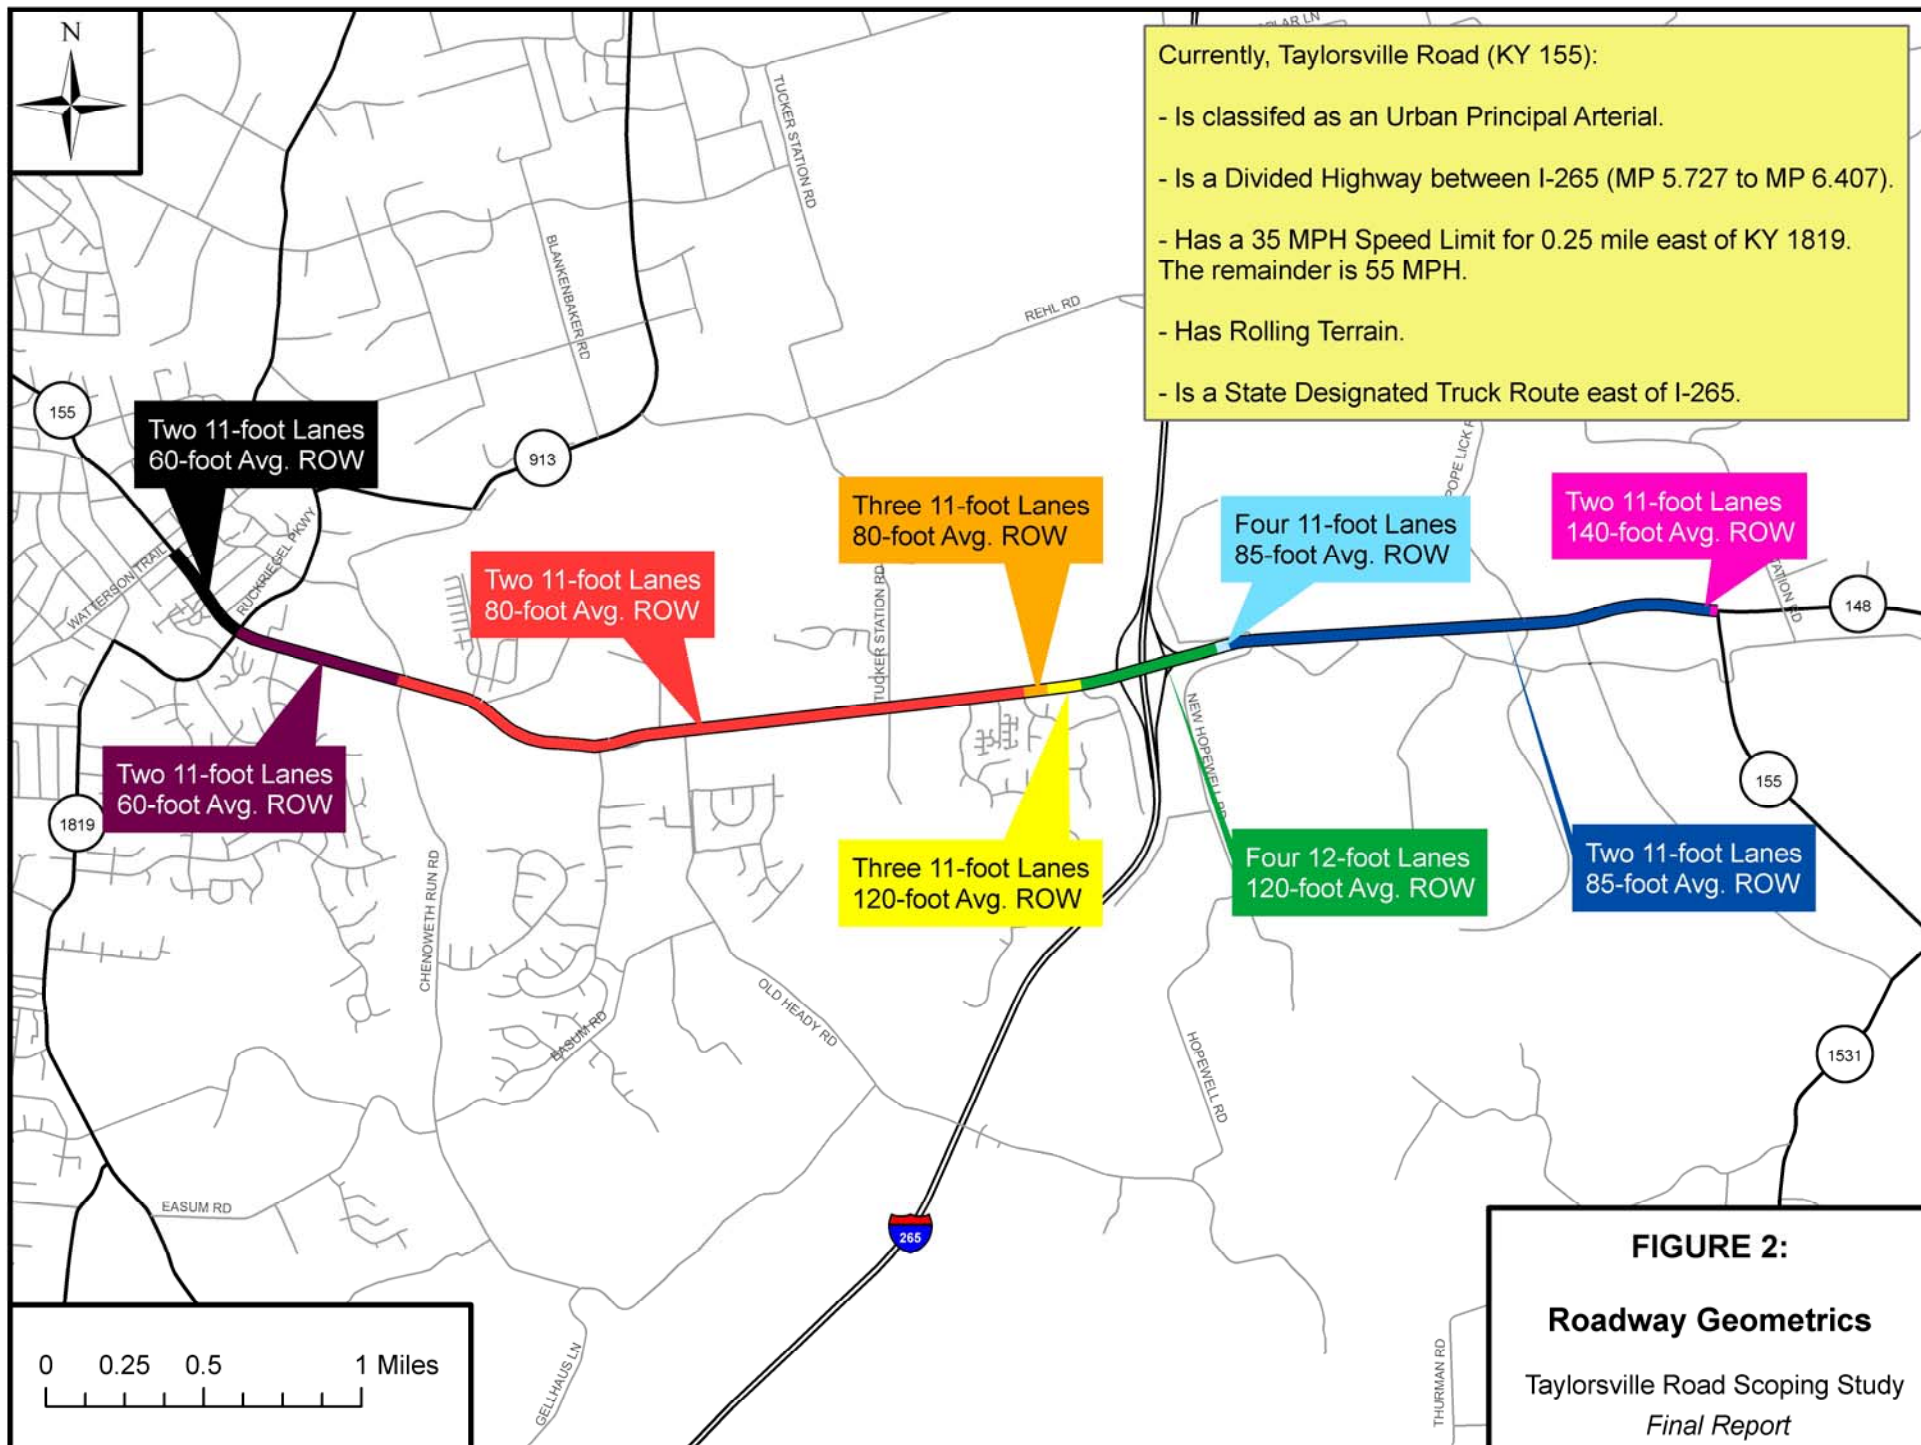 N
PLAR LN
Currently, Taylorsville Road (KY 155):
- Is classifed as an Urban Principal Arterial.
- Is a Divided Highway between I-265 (MP 5.727 to MP 6.407).
- Has a 35 MPH Speed Limit for 0.25 mile east of KY 1819.
The remainder is 55 MPH.
- Has Rolling Terrain.
- Is a State Designated Truck Route east of I-265.
TUCKER STATION RD
BLANKENBAKER RD
REHL RD
155
Two 11-foot Lanes
60-foot Avg. ROW
913
POPE LICK R
Three 11-foot Lanes
80-foot Avg. ROW
Four 11-foot Lanes
85-foot Avg. ROW
Two 11-foot Lanes
140-foot Avg. ROW
WATTERSON TRAIL
RUCKRIEGEL PKWY
Two 11-foot Lanes
80-foot Avg. ROW
TUCKER STATION RD
TATION RD
148
NEW HOPEWELL RD
Two 11-foot Lanes
60-foot Avg. ROW
155
1819
Three 11-foot Lanes
120-foot Avg. ROW
Four 12-foot Lanes
120-foot Avg. ROW
Two 11-foot Lanes
85-foot Avg. ROW
CHENOWETH RUN RD
OLD HEADY RD
EASUM RD
HOPEWELL RD
1531
EASUM RD
265
FIGURE 2:
Roadway Geometrics
Taylorsville Road Scoping Study
Final Report
0 0.25 0.5 1 Miles
GELLHAUS LN
THURMAN RD